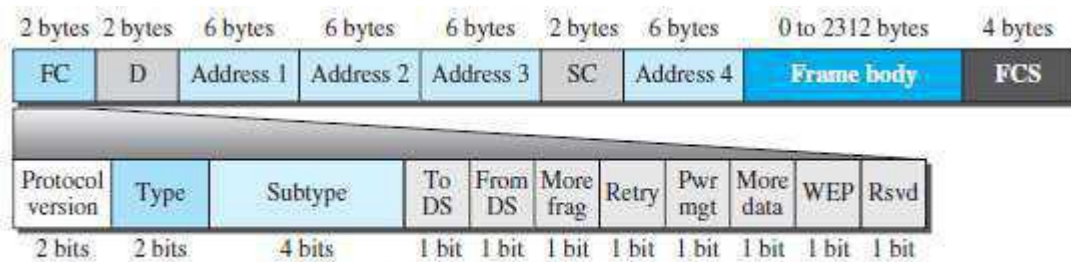 2 bytes 2 bytes 6 bytes 6 bytes 6 bytes 2 bytes 6 bytes 0 to 2312 bytes 4 bytes
FC D Address 1 Address 2 Address 3 SC Address 4 Frame body FCS
Protocol version Type Subtype To DS From DS More frag Retry Pwr mgt More data WEP Rsvd
2 bits 2 bits 4 bits 1 bit 1 bit 1 bit 1 bit 1 bit 1 bit 1 bit 1 bit